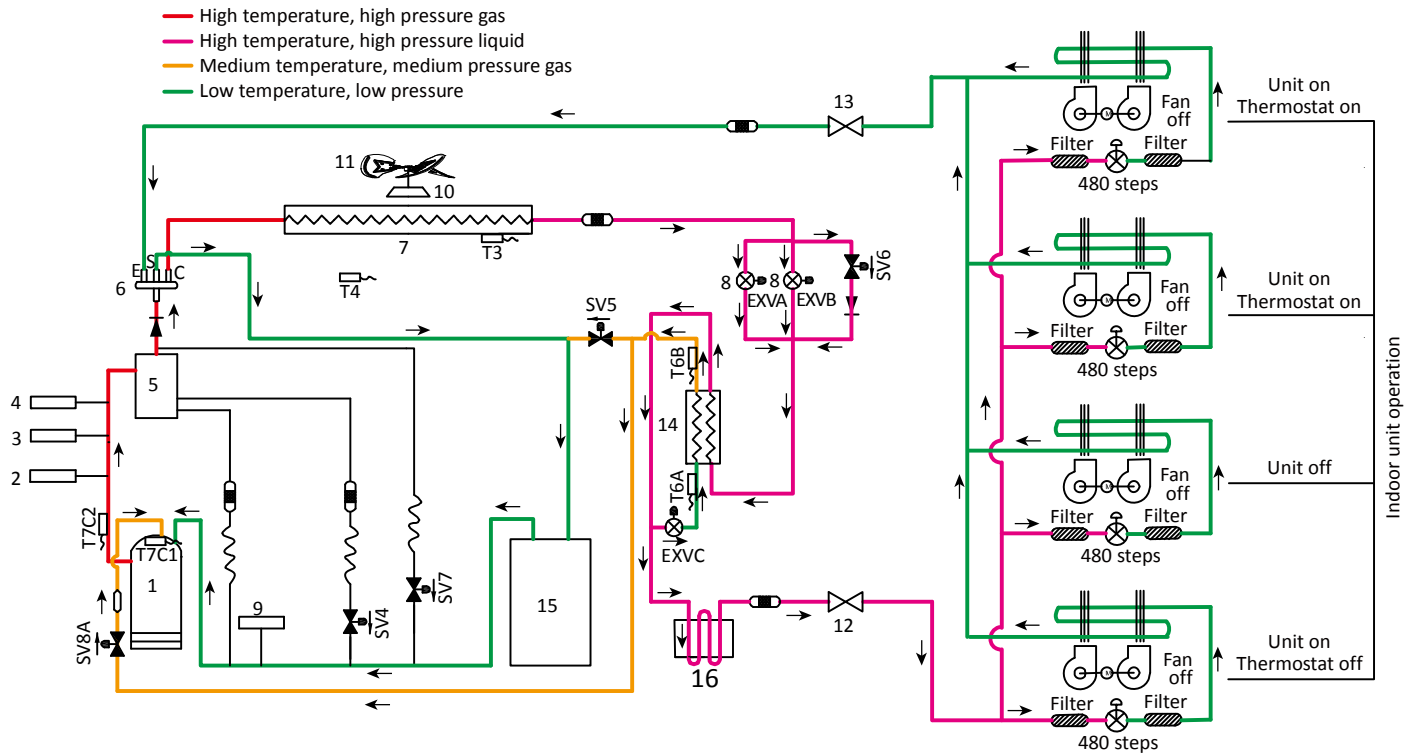 High temperature, high pressure gas
High temperature, high pressure liquid
Medium temperature, medium pressure gas
Low temperature, low pressure
13
11
10
7
T3
T4
E
S
C
6
8
EXVA
8
EXVB
SV6
SV5
T6B
14
T6A
EXVC
5
4
3
2
T7C2
T7C1
1
SV8A
9
SV4
SV7
15
16
12
M
Fan
off
Filter
Filter
480 steps
Unit on
Thermostat on
M
Fan
off
Filter
Filter
480 steps
Unit on
Thermostat on
M
Fan
off
Filter
Filter
480 steps
Unit off
M
Fan
off
Filter
Filter
480 steps
Unit on
Thermostat off
Indoor unit operation